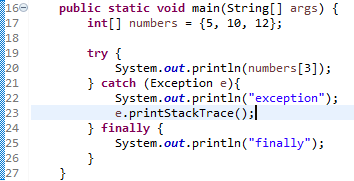 16 public static void main(String[] args) {
17 int[] numbers = {5, 10, 12};
18
19 try {
20 System.out.println(numbers[3]);
21 } catch (Exception e){
22 System.out.println("exception");
23 e.printStackTrace();
24 } finally {
25 System.out.println("finally");
26 }
27 }